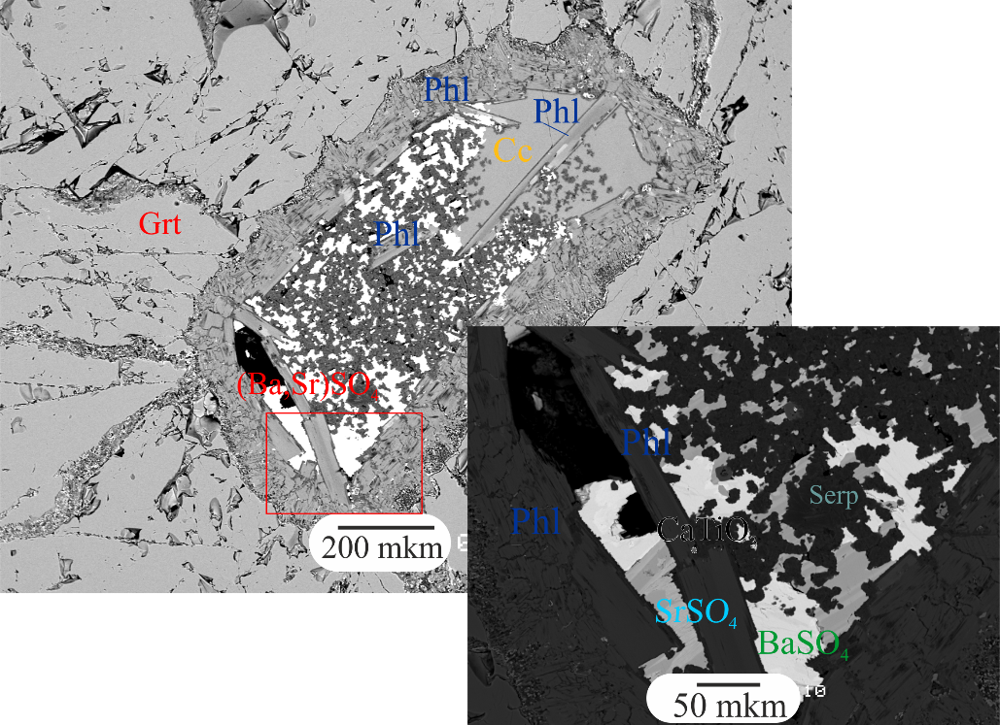 Phl
Phl
Cc
Grt
Phl
(Ba,Sr)SO4
200 mkm
Phl
Serp
Phl
CaTiO3
SrSO4
BaSO4
50 mkm